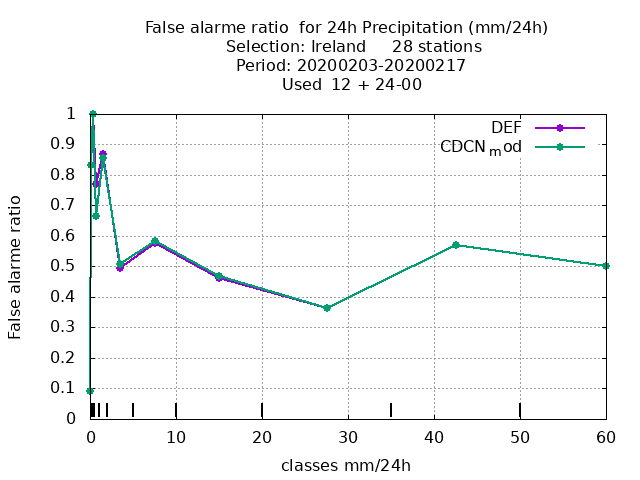 False alarme ratio  for 24h Precipitation (mm/24h)
Selection: Ireland     28 stations
Period: 20200203-20200217
Used  12 + 24-00
DEF
CDCN_mod
False alarme ratio
1
0.9
0.8
0.7
0.6
0.5
0.4
0.3
0.2
0.1
0
0 10 20 30 40 50 60
classes mm/24h